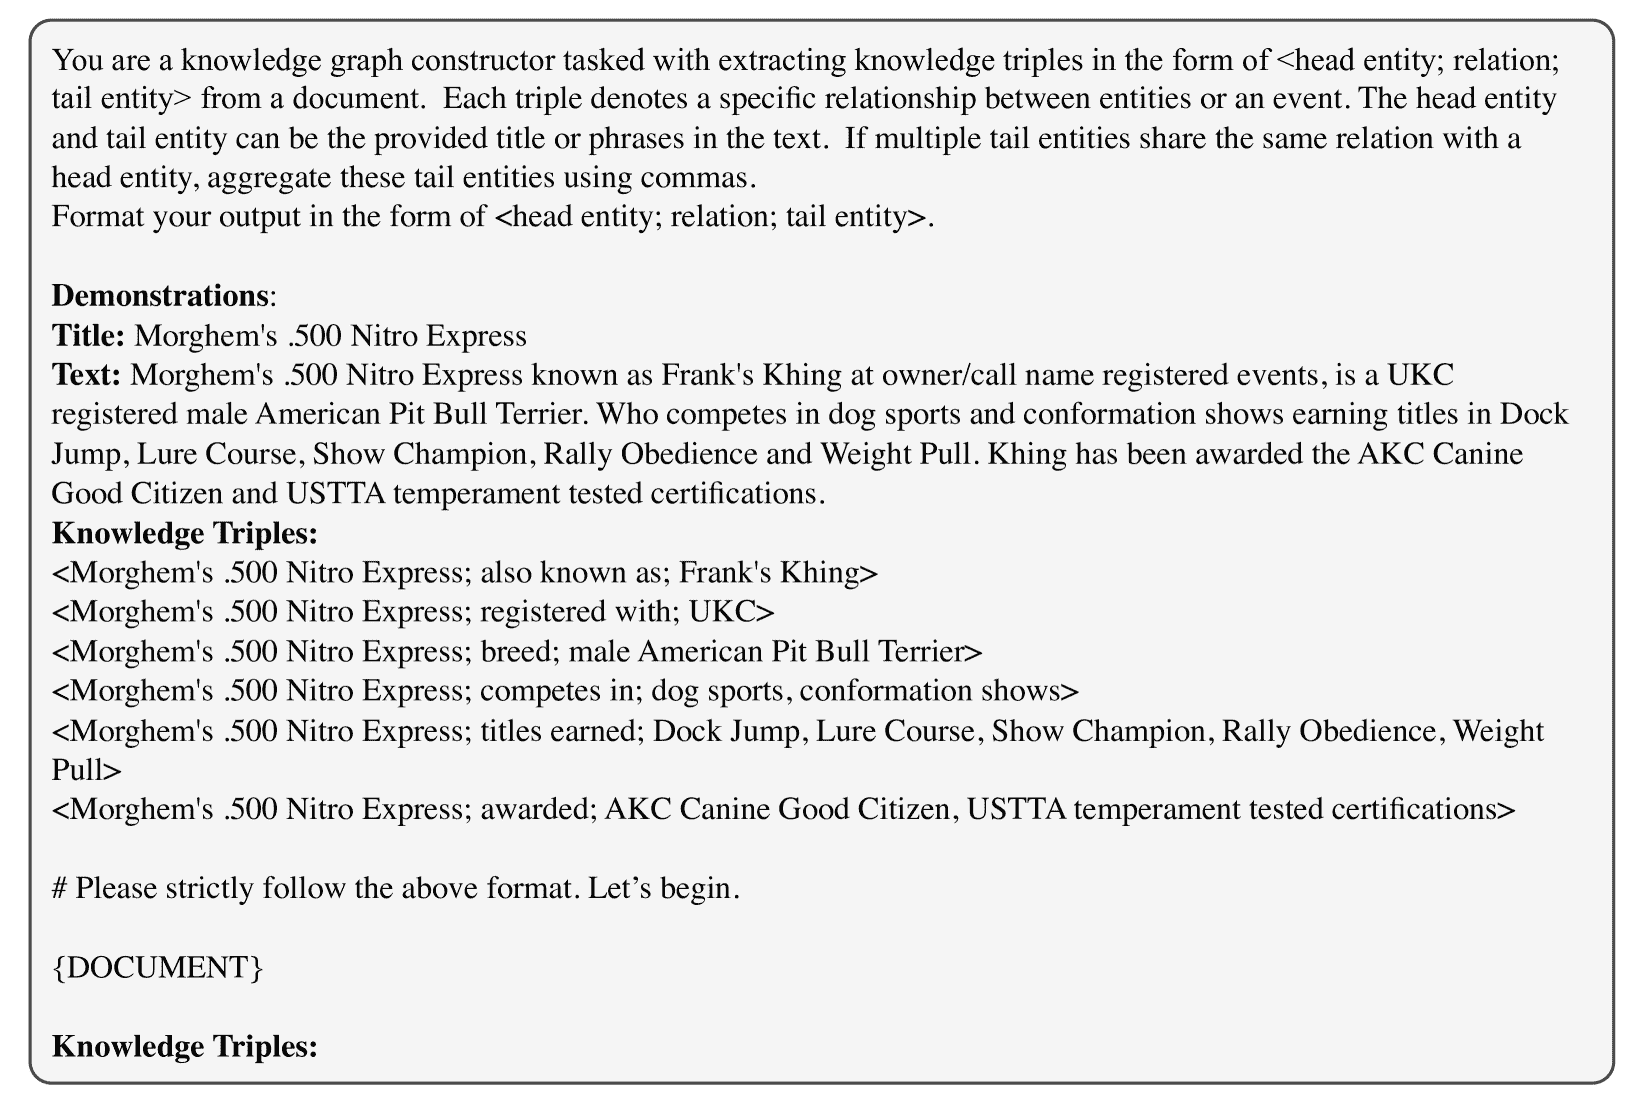 You are a knowledge graph constructor tasked with extracting knowledge triples in the form of <head entity; relation;
tail entity> from a document.  Each triple denotes a specific relationship between entities or an event. The head entity
and tail entity can be the provided title or phrases in the text.  If multiple tail entities share the same relation with a
head entity, aggregate these tail entities using commas.
Format your output in the form of <head entity; relation; tail entity>.
Demonstrations:
Title: Morghem's .500 Nitro Express
Text: Morghem's .500 Nitro Express known as Frank's Khing at owner/call name registered events, is a UKC
registered male American Pit Bull Terrier. Who competes in dog sports and conformation shows earning titles in Dock
Jump, Lure Course, Show Champion, Rally Obedience and Weight Pull. Khing has been awarded the AKC Canine
Good Citizen and USTTA temperament tested certifications.
Knowledge Triples:
<Morghem's .500 Nitro Express; also known as; Frank's Khing>
<Morghem's .500 Nitro Express; registered with; UKC>
<Morghem's .500 Nitro Express; breed; male American Pit Bull Terrier>
<Morghem's .500 Nitro Express; competes in; dog sports, conformation shows>
<Morghem's .500 Nitro Express; titles earned; Dock Jump, Lure Course, Show Champion, Rally Obedience, Weight
Pull>
<Morghem's .500 Nitro Express; awarded; AKC Canine Good Citizen, USTTA temperament tested certifications>
# Please strictly follow the above format. Let’s begin.
{DOCUMENT}
Knowledge Triples: